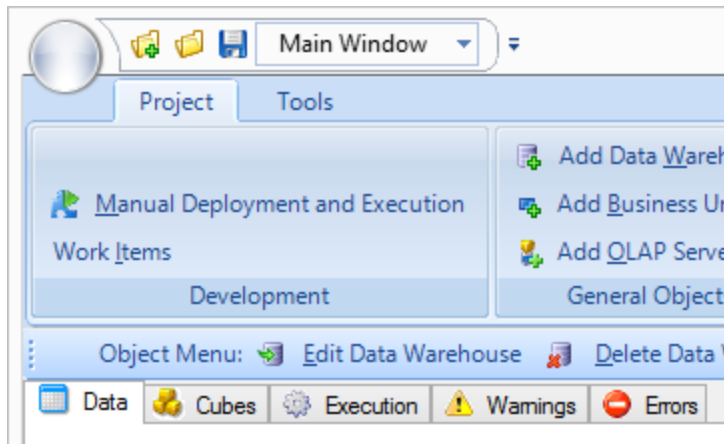 Main Window
Project Tools
Add Data Wareh
Manual Deployment and Execution Add Business Un
Work Items Add OLAP Serve
Development General Object
Object Menu: Edit Data Warehouse Delete Data
Data Cubes Execution Warnings Errors